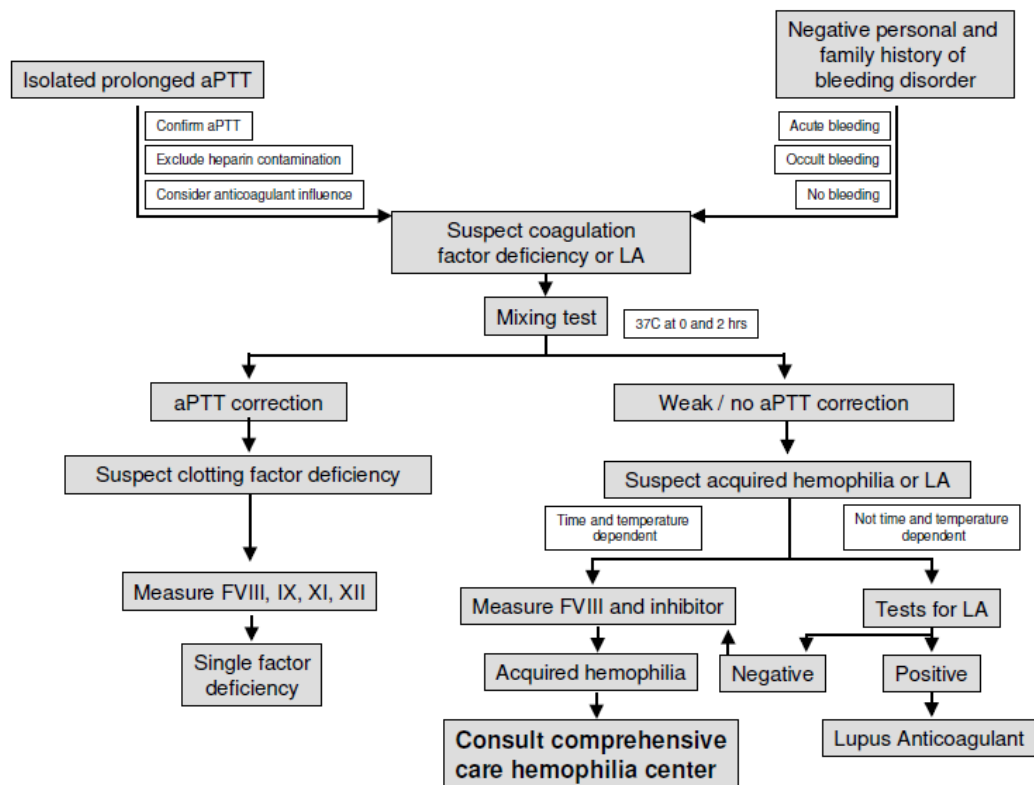 Isolated prolonged aPTT
Negative personal and
family history of
bleeding disorder
Confirm aPTT
Exclude heparin contamination
Consider anticoagulant influence
Acute bleeding
Occult bleeding
No bleeding
Suspect coagulation
factor deficiency or LA
Mixing test
37C at 0 and 2 hrs
aPTT correction
Weak / no aPTT correction
Suspect clotting factor deficiency
Suspect acquired hemophilia or LA
Time and temperature
dependent
Not time and temperature
dependent
Measure FVIII, IX, XI, XII
Measure FVIII and inhibitor
Tests for LA
Single factor
deficiency
Acquired hemophilia
Negative
Positive
Consult comprehensive
care hemophilia center
Lupus Anticoagulant